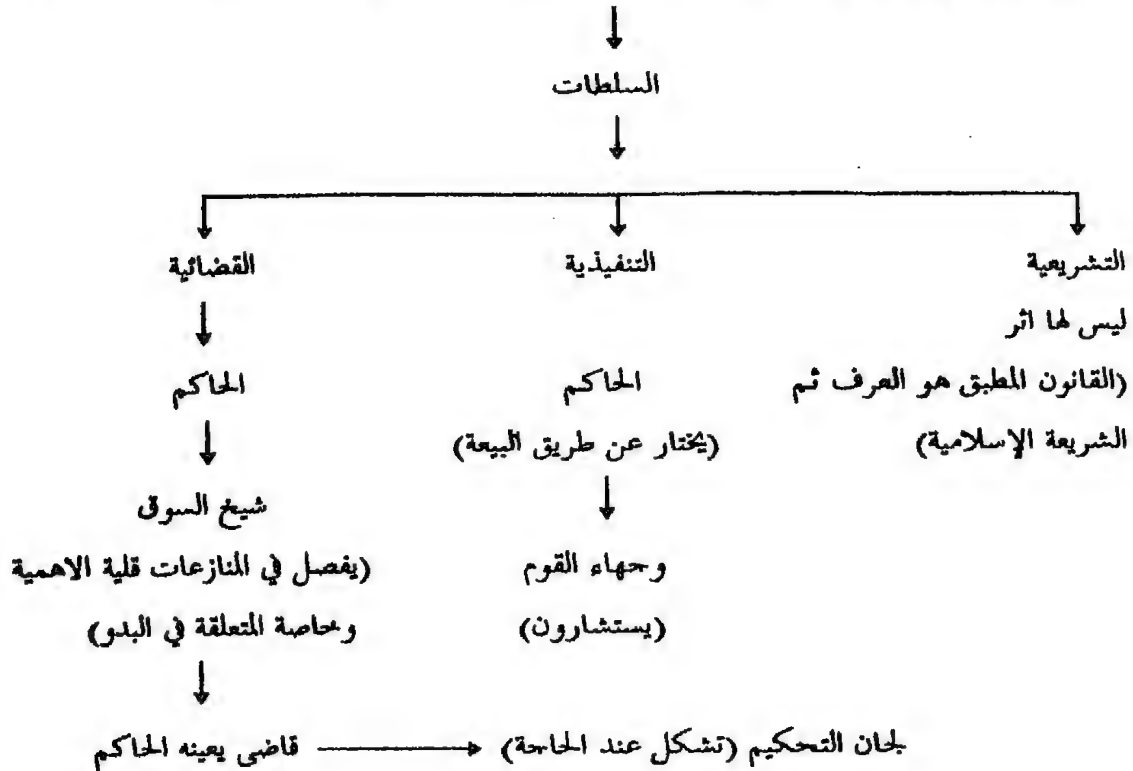 السلطات
التشريعية
ليس لها اثر
(القانون المطبق هو العرف ثم
الشريعة الإسلامية)
التنفيذية
الحاكم
(يختار عن طريق البيعة)
وجهاء القوم
(يستشارون)
القضائية
الحاكم
شيخ السوق
(يفصل في المنازعات قلية الاهمية
وخاصة المتعلقة في البدو)
قاضي يعينه الحاكم
لجان التحكيم (تشكل عند الحاجة)